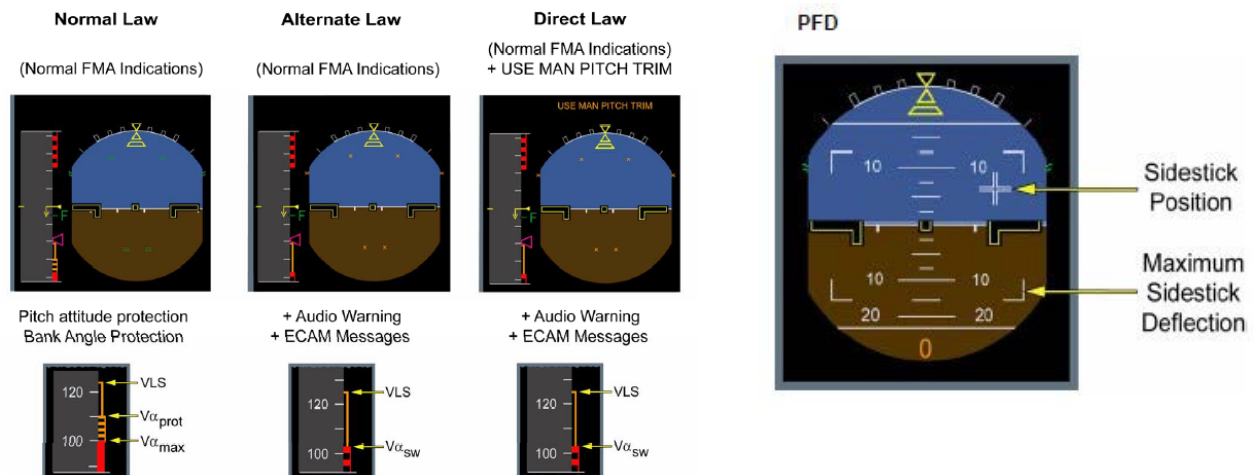 Normal Law
Alternate Law
Direct Law
(Normal FMA Indications)
(Normal FMA Indications)
(Normal FMA Indications)
+ USE MAN PITCH TRIM
F
F
USE MAN PITCH TRIM
F
Pitch attitude protection
Bank Angle Protection
+ Audio Warning
+ ECAM Messages
+ Audio Warning
+ ECAM Messages
120
100
VLS
Vαprot
Vαmax
120
100
VLS
Vαsw
120
100
VLS
Vαsw
PFD
10 10
10 10
20 20
0
Sidestick
Position
Maximum
Sidestick
Deflection